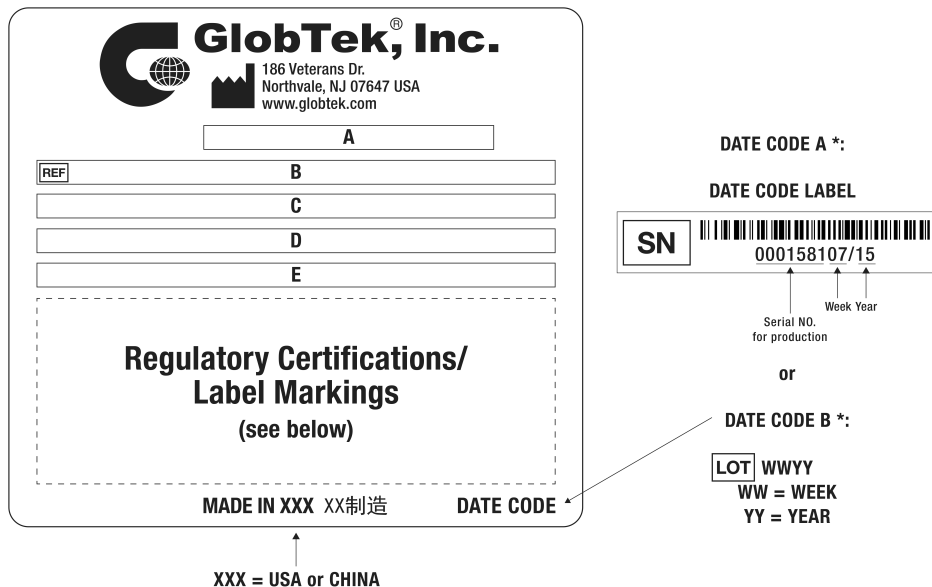 GlobTek,® Inc.
186 Veterans Dr.
Northvale, NJ 07647 USA
www.globtek.com
A
REF B
C
D
E
Regulatory Certifications/
Label Markings
(see below)
MADE IN XXX XX制造 DATE CODE
XXX = USA or CHINA
DATE CODE A *:
DATE CODE LABEL
SN
000158107/15
Week Year
Serial NO.
for production
or
DATE CODE B *:
LOT WWYY
WW = WEEK
YY = YEAR